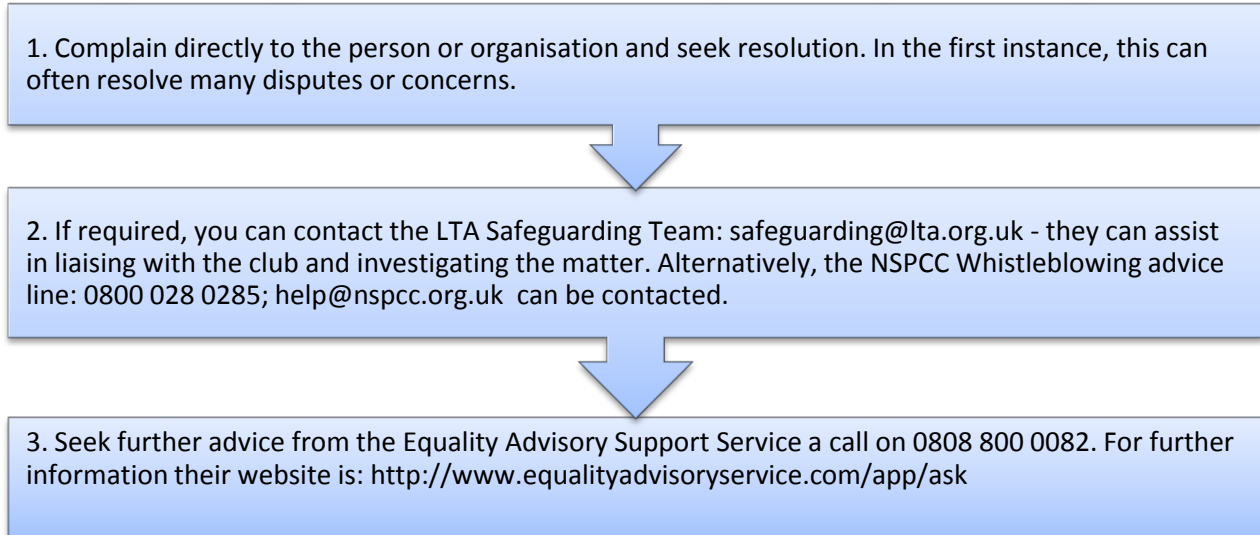 1. Complain directly to the person or organisation and seek resolution. In the first instance, this can
often resolve many disputes or concerns.
2. If required, you can contact the LTA Safeguarding Team: safeguarding@lta.org.uk - they can assist
in liaising with the club and investigating the matter. Alternatively, the NSPCC Whistleblowing advice
line: 0800 028 0285; help@nspcc.org.uk  can be contacted.
3. Seek further advice from the Equality Advisory Support Service a call on 0808 800 0082. For further
information their website is: http://www.equalityadvisoryservice.com/app/ask